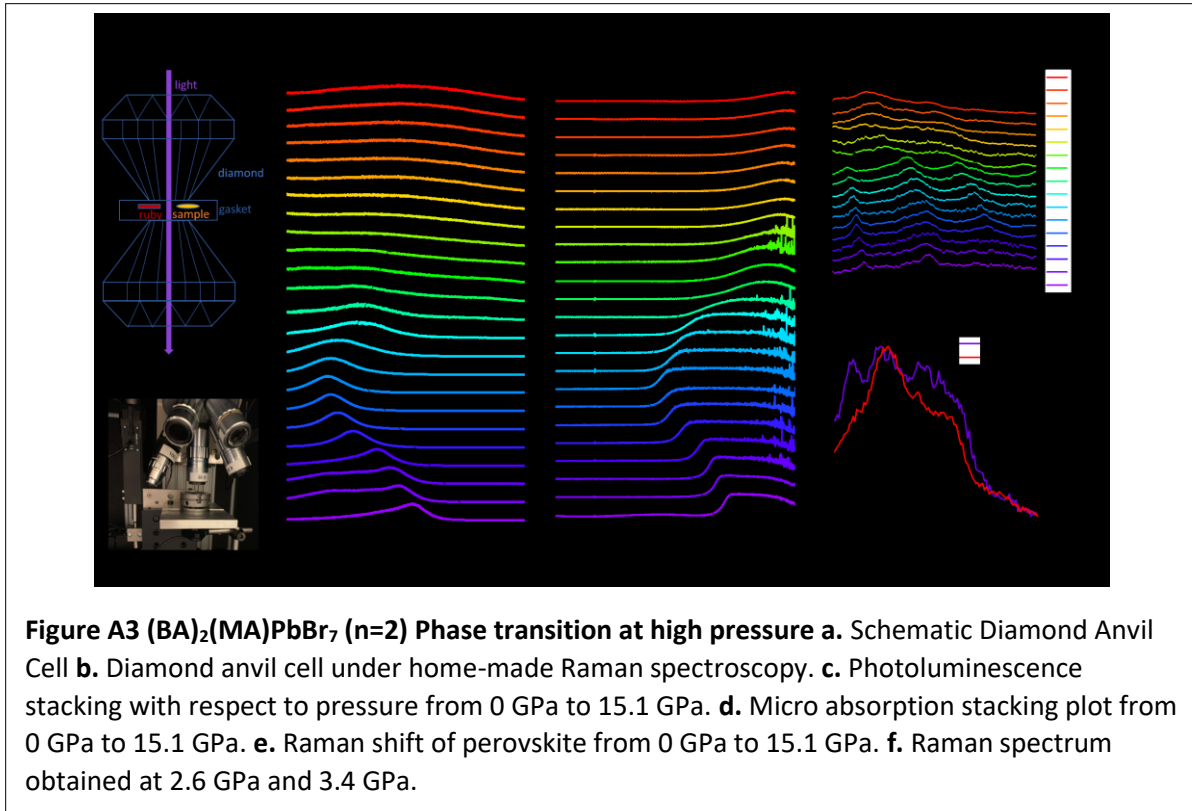 light
diamond
ruby sample gasket
Figure A3 (BA)₂(MA)PbBr₇ (n=2) Phase transition at high pressure a. Schematic Diamond Anvil
Cell b. Diamond anvil cell under home-made Raman spectroscopy. c. Photoluminescence
stacking with respect to pressure from 0 GPa to 15.1 GPa. d. Micro absorption stacking plot from
0 GPa to 15.1 GPa. e. Raman shift of perovskite from 0 GPa to 15.1 GPa. f. Raman spectrum
obtained at 2.6 GPa and 3.4 GPa.